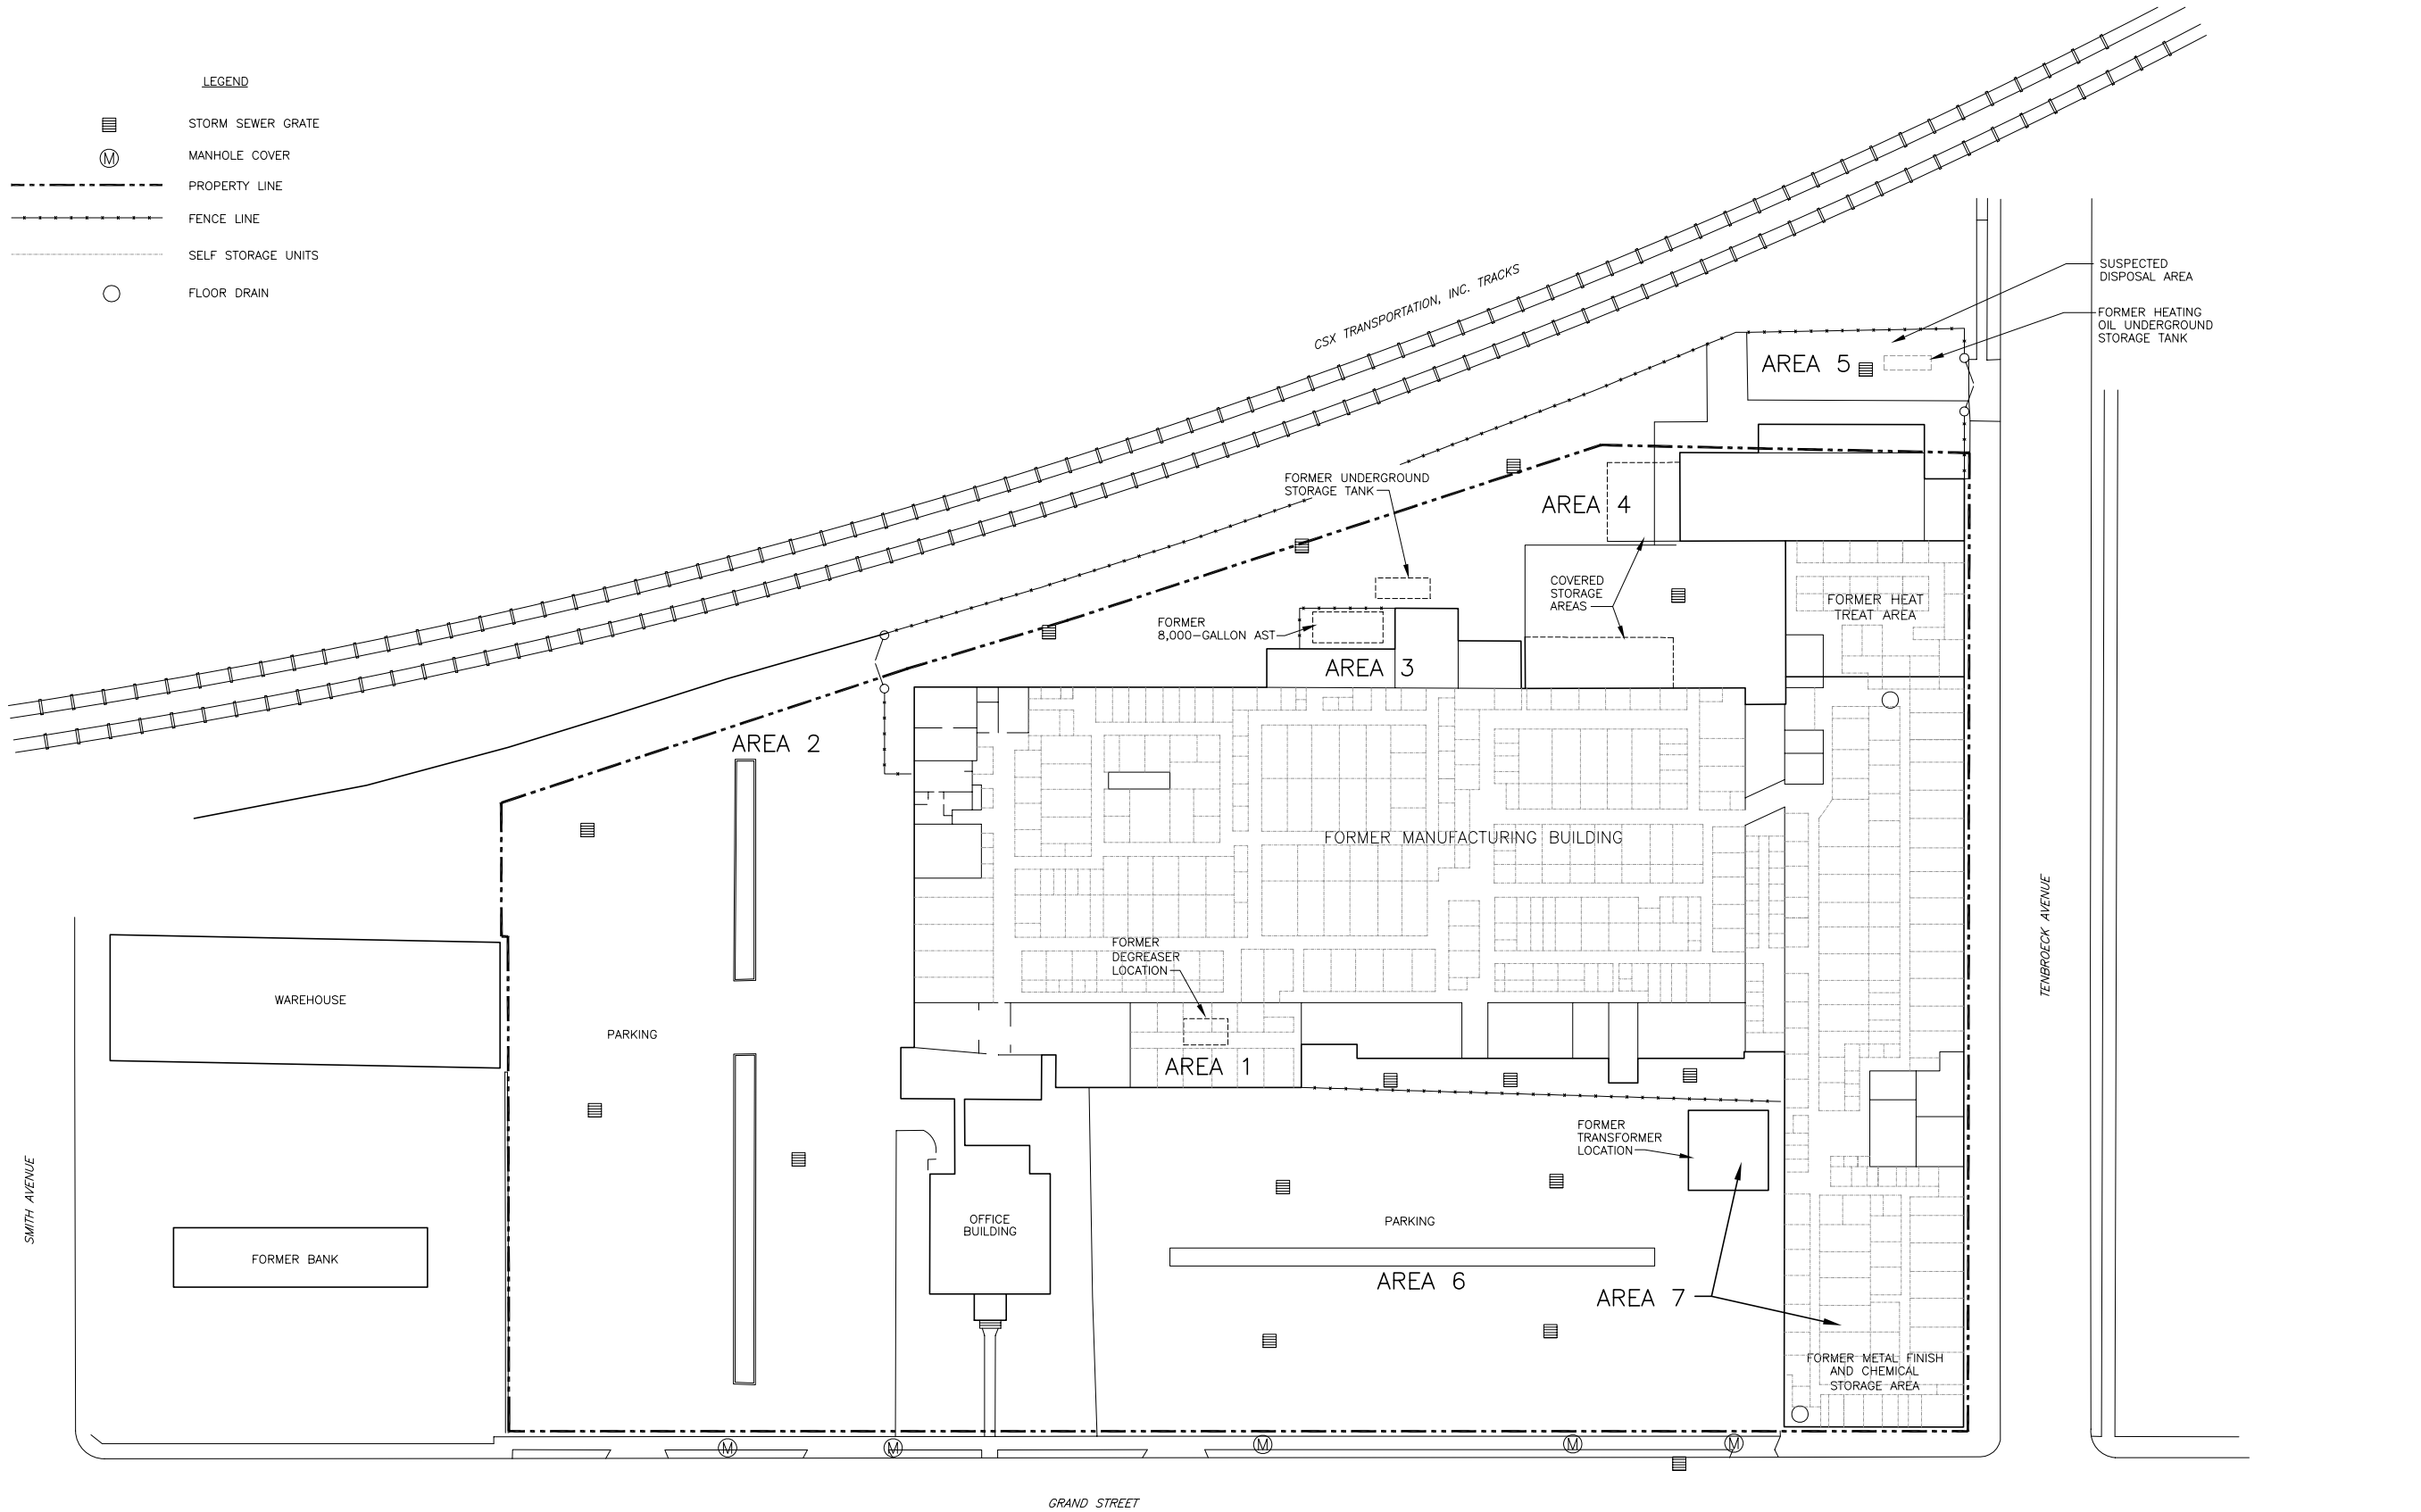 LEGEND
STORM SEWER GRATE
M
MANHOLE COVER
PROPERTY LINE
FENCE LINE
SELF STORAGE UNITS
FLOOR DRAIN
CSX TRANSPORTATION, INC. TRACKS
SUSPECTED
DISPOSAL AREA
FORMER HEATING
OIL UNDERGROUND
STORAGE TANK
AREA 5
FORMER UNDERGROUND
STORAGE TANK
AREA 4
COVERED
STORAGE
AREAS
FORMER HEAT
TREAT AREA
FORMER
8,000-GALLON AST
AREA 3
AREA 2
FORMER MANUFACTURING BUILDING
FORMER
DEGREASER
LOCATION
TENBROECK AVENUE
WAREHOUSE
PARKING
AREA 1
FORMER
TRANSFORMER
LOCATION
SMITH AVENUE
OFFICE
BUILDING
PARKING
FORMER BANK
AREA 6
AREA 7
FORMER METAL FINISH
AND CHEMICAL
STORAGE AREA
M
M
M
M
M
GRAND STREET